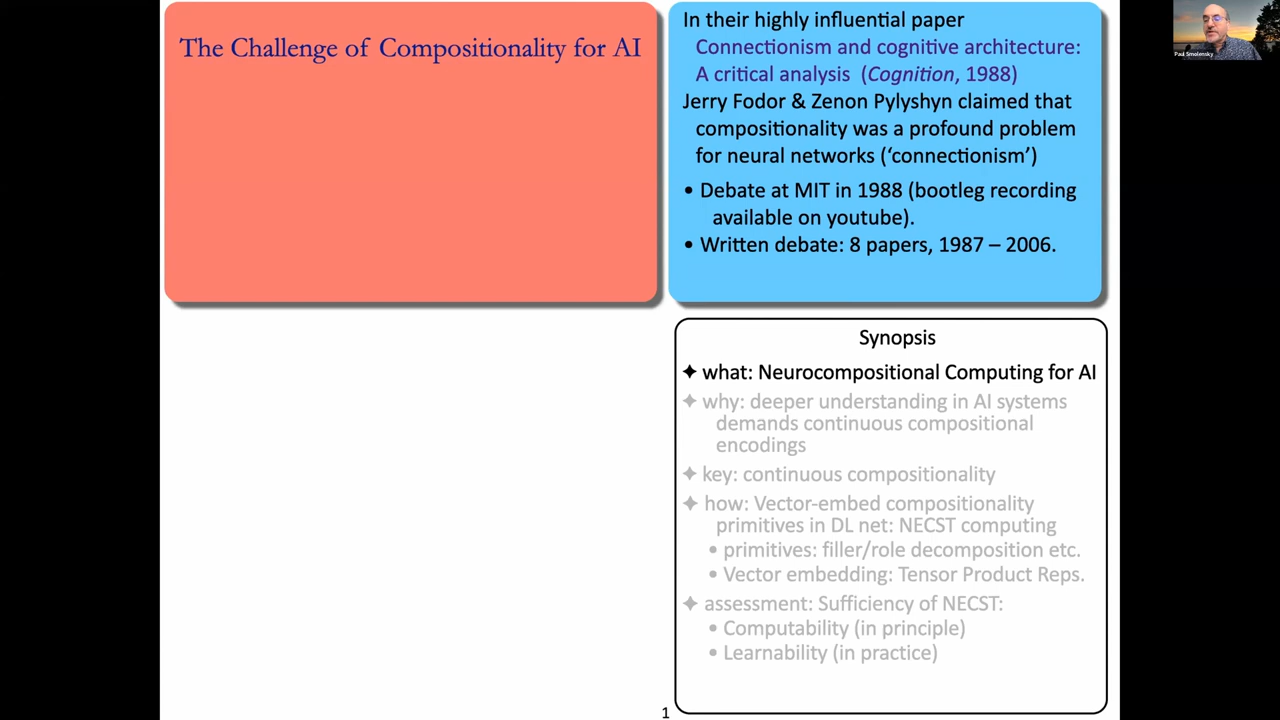 The Challenge of Compositionality for AI
In their highly influential paper
Connectionism and cognitive architecture:
A critical analysis (Cognition, 1988)
Jerry Fodor & Zenon Pylyshyn claimed that
compositionality was a profound problem
for neural networks (‘connectionism’)
• Debate at MIT in 1988 (bootleg recording
available on youtube).
• Written debate: 8 papers, 1987 – 2006.
Synopsis
✦ what: Neurocompositional Computing for AI
✦ why: deeper understanding in AI systems
demands continuous compositional
encodings
✦ key: continuous compositionality
✦ how: Vector-embed compositionality
primitives in DL net: NECST computing
• primitives: filler/role decomposition etc.
• Vector embedding: Tensor Product Reps.
✦ assessment: Sufficiency of NECST:
• Computability (in principle)
• Learnability (in practice)
1
Paul Smolensky